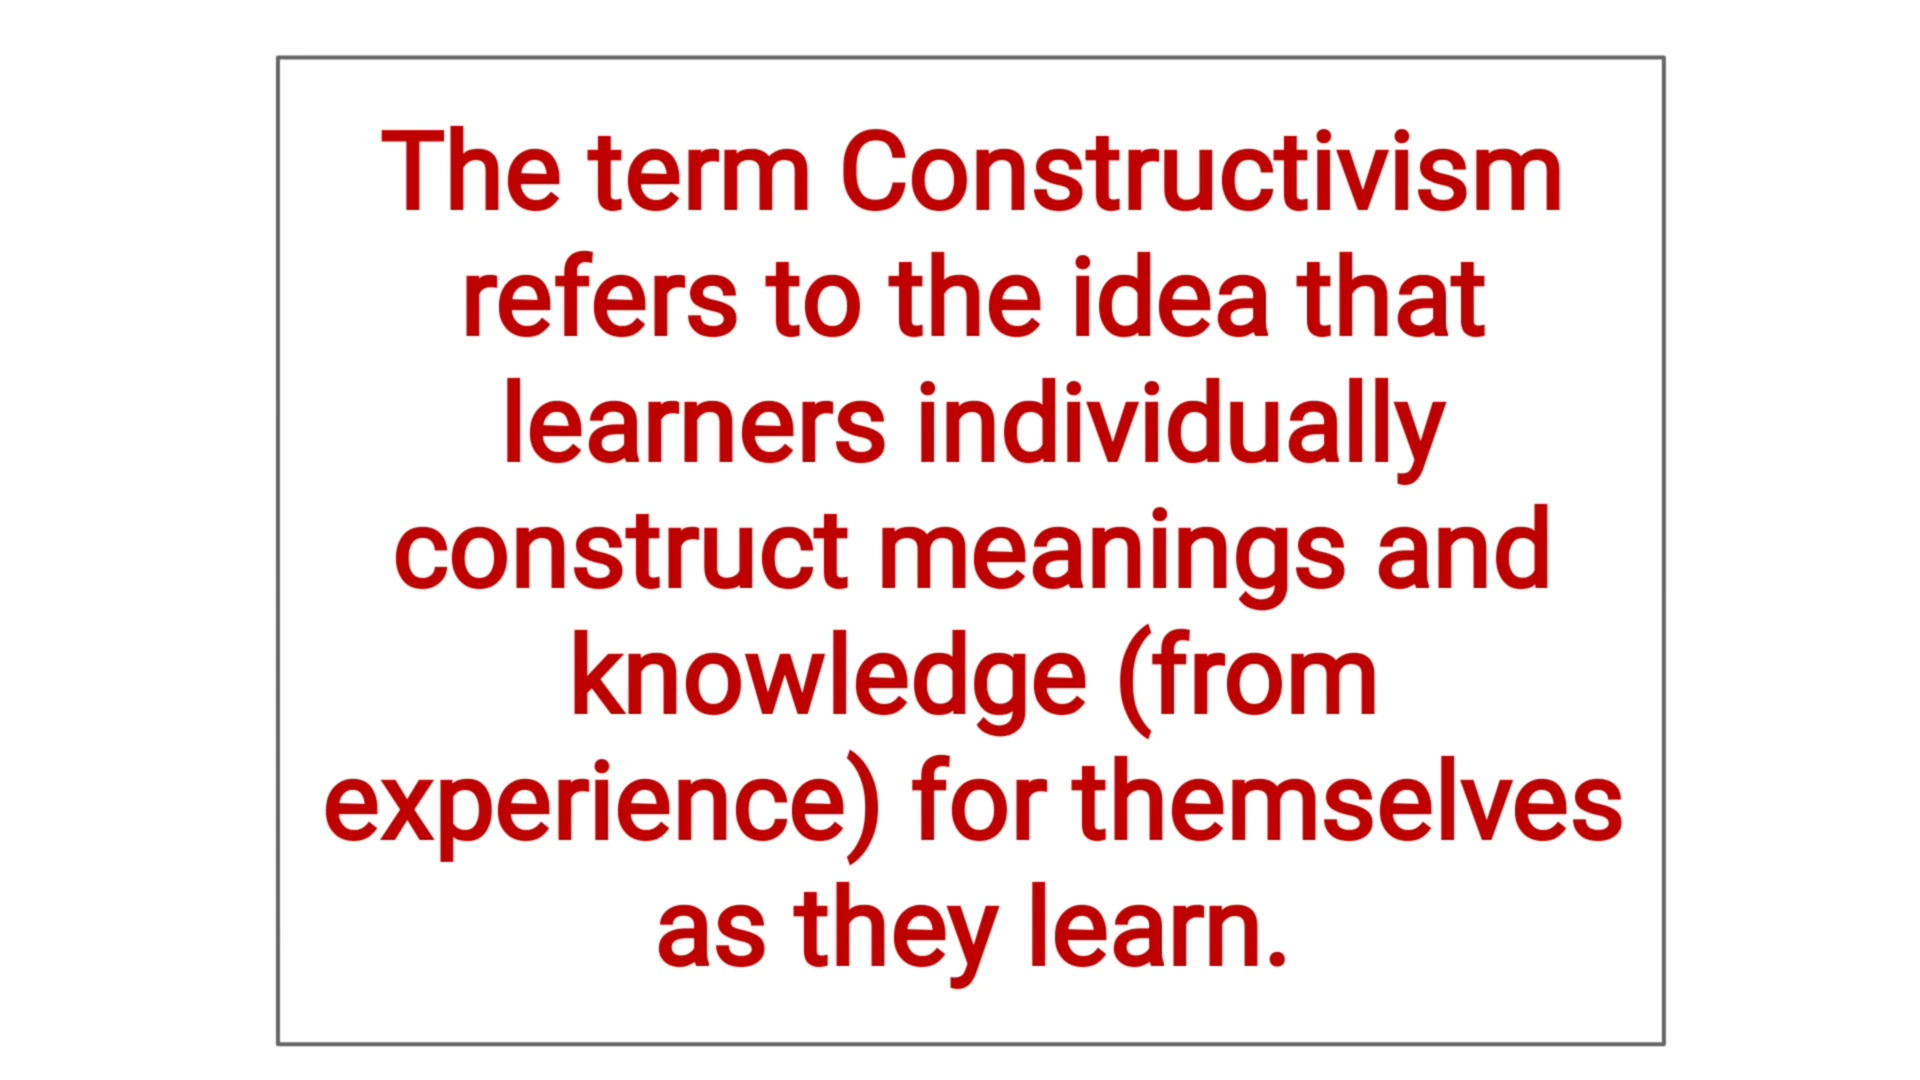 The term Constructivism
refers to the idea that
learners individually
construct meanings and
knowledge (from
experience) for themselves
as they learn.